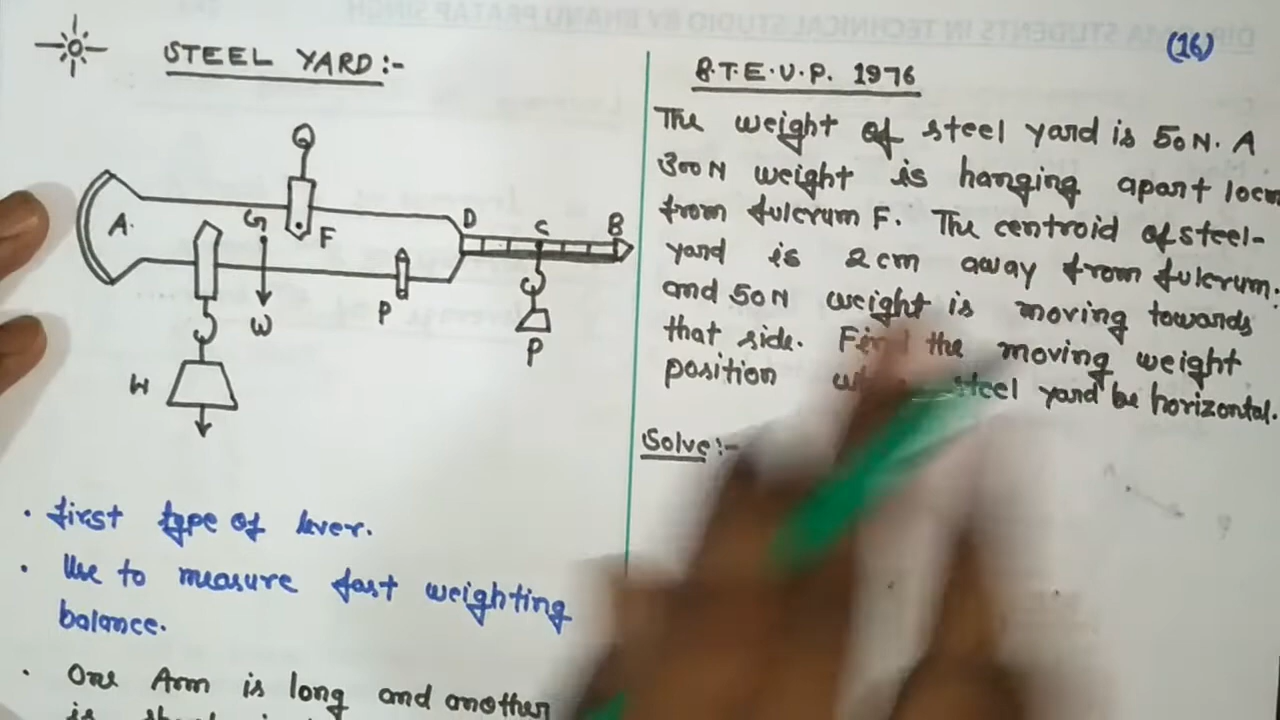 STEEL YARD:-
Q
A.
G
F
D
C
B
P
W
P
W
. First type of lever.
. Use to measure fast weighting
balance.
. One Arm is long and another
(16)
B.T.E.U.P. 1976
The weight of steel yard is 50N. A
300N weight is hanging apart 10cm
from fulcrum F. The centroid of steel-
yard is 2cm away from fulcrum.
and 50N weight is moving towards
that side. Find the moving weight
position steel yard be horizontal.
Solve:-